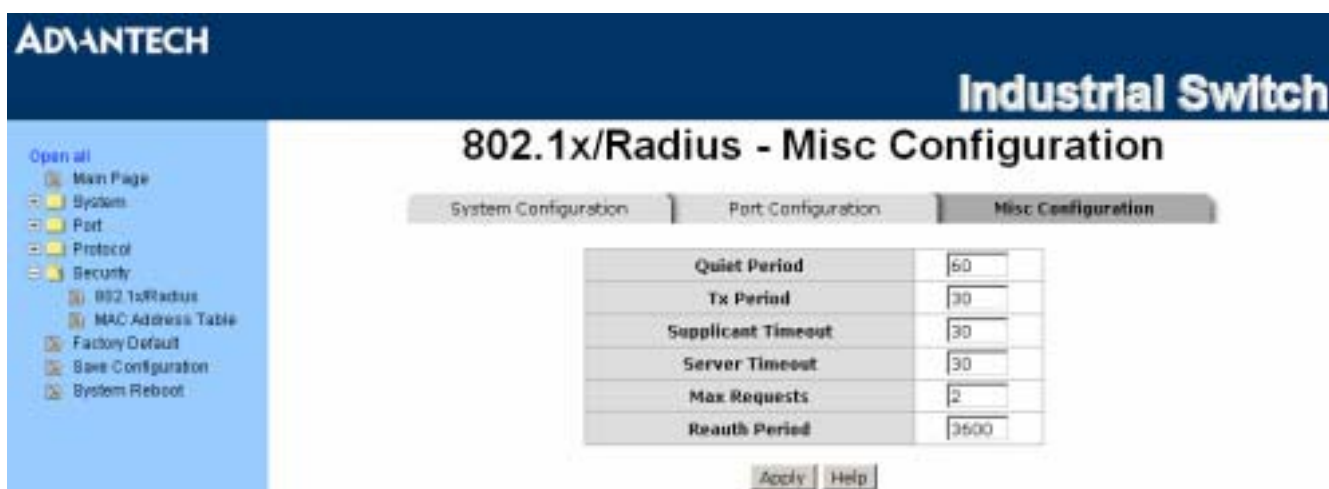 ADVANTECH
Industrial Switch
Open all
Main Page
System
Port
Protocol
Security
802.1x/Radius
MAC Address Table
Factory Default
Save Configuration
System Reboot
802.1x/Radius - Misc Configuration
System Configuration Port Configuration Misc Configuration
Quiet Period 60
Tx Period 30
Supplicant Timeout 30
Server Timeout 30
Max Requests 2
Reauth Period 3600
Apply Help